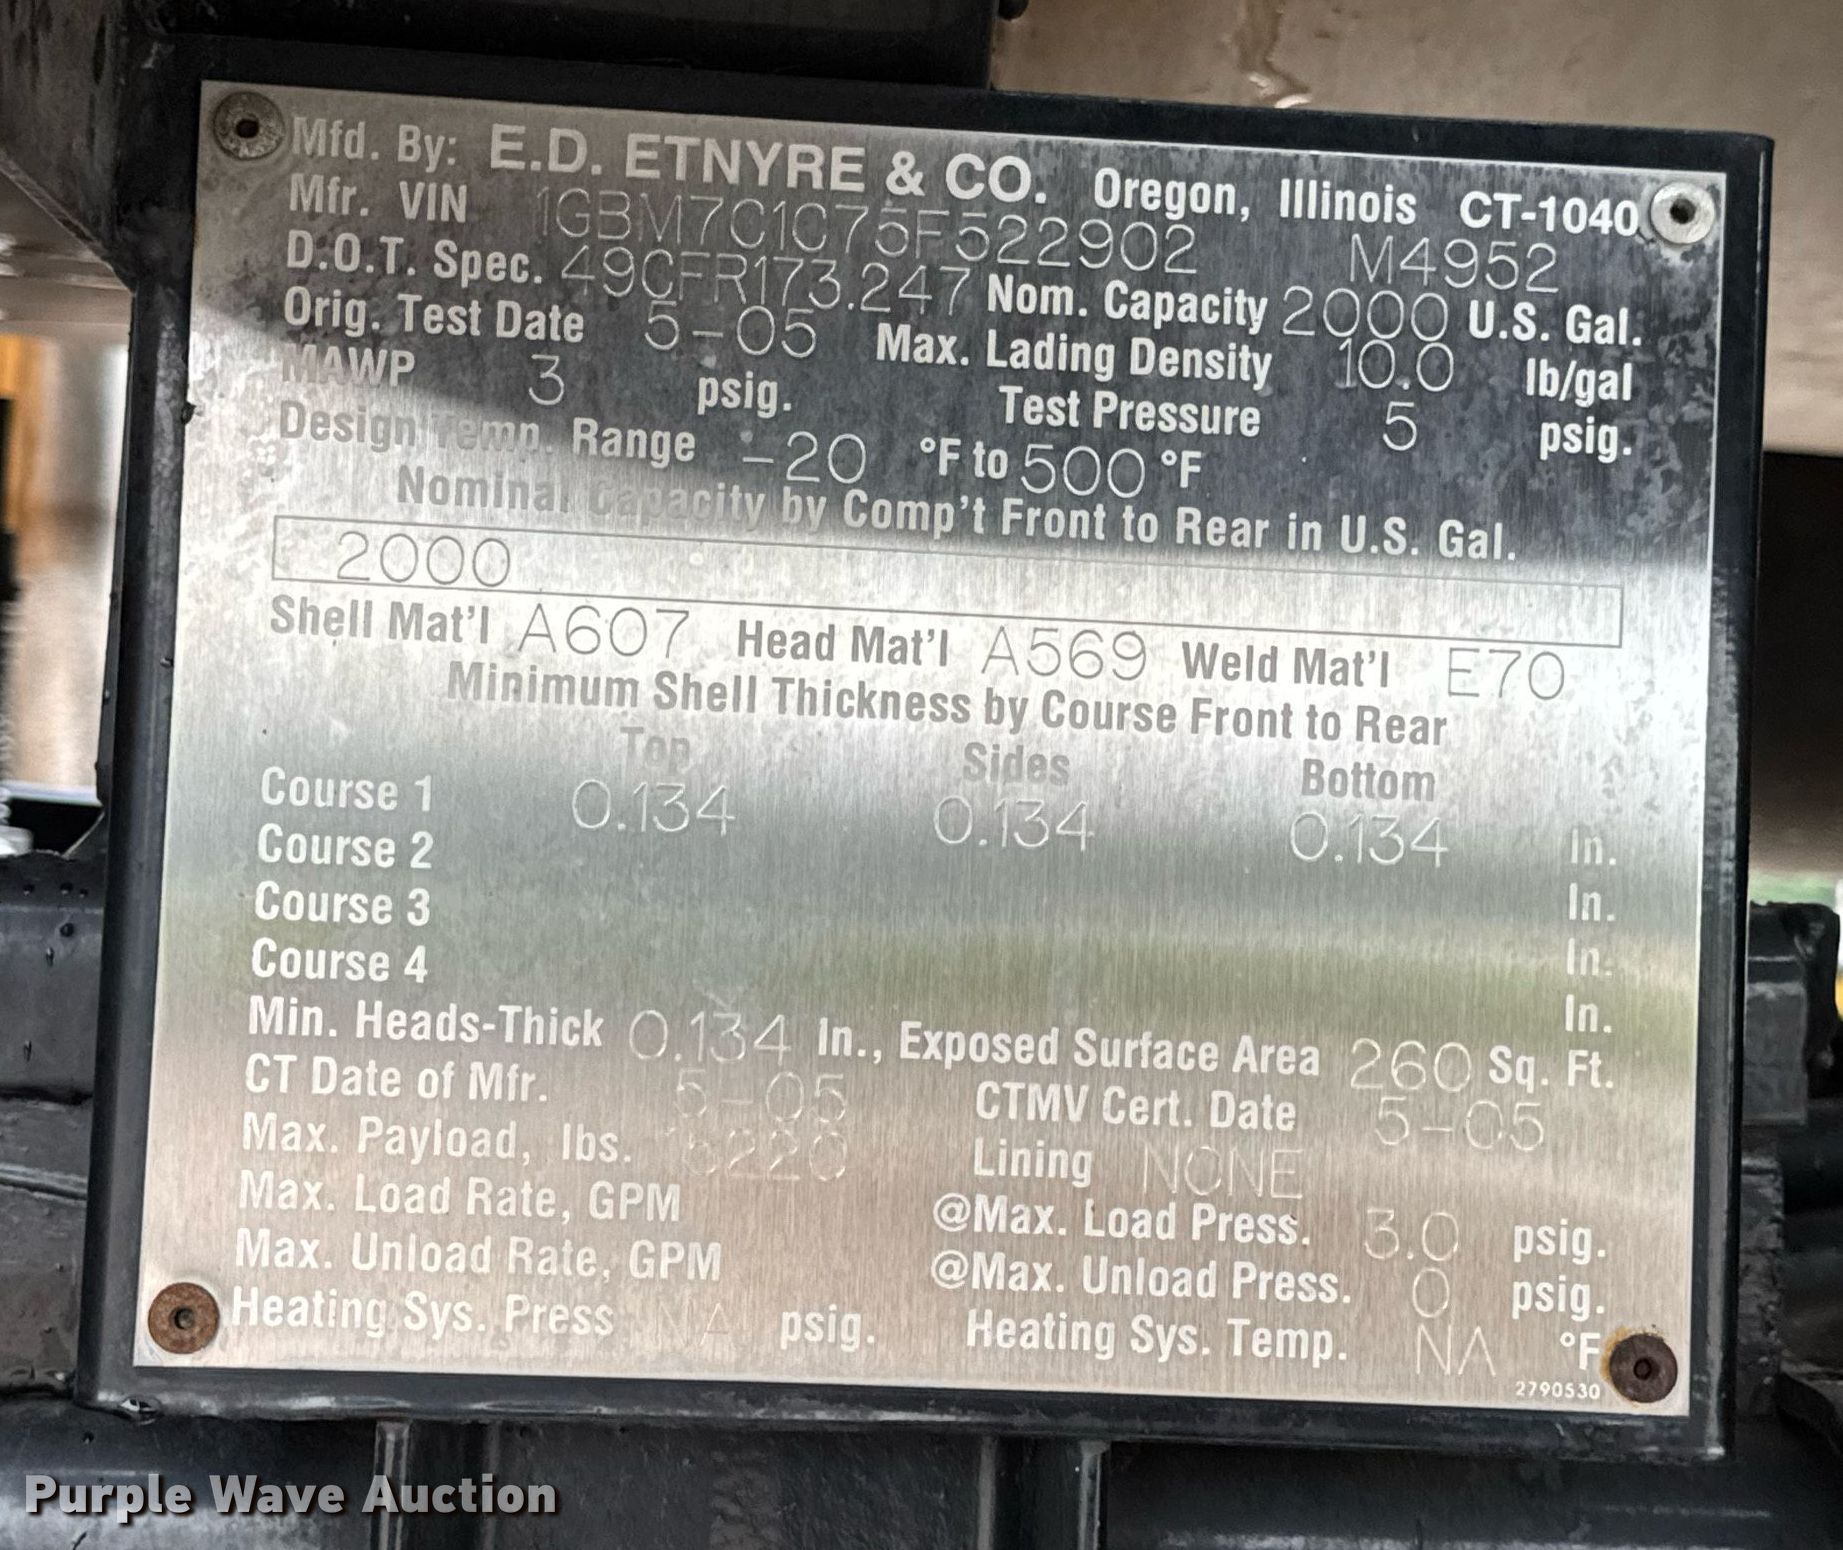 Mfd. By: E.D. ETNYRE & CO. Oregon, Illinois CT-1040
Mfr. VIN 1GBM7C1C75F522902 M4952
D.O.T. Spec. 49CFR173.247 Nom. Capacity 2000 U.S. Gal.
Orig. Test Date 5-05 Max. Lading Density 10.0 lb/gal
MAWP 3 psig. Test Pressure 5 psig.
Design Temp. Range -20 °F to 500 °F
Nominal Capacity by Comp't Front to Rear in U.S. Gal.
2000
Shell Mat'l A607 Head Mat'l A569 Weld Mat'l E70
Minimum Shell Thickness by Course Front to Rear
Top Sides Bottom
Course 1 0.134 0.134 0.134 In.
Course 2 In.
Course 3 In.
Course 4 In.
Min. Heads-Thick 0.134 In., Exposed Surface Area 260 Sq. Ft.
CT Date of Mfr. 5-05 CTMV Cert. Date 5-05
Max. Payload, lbs. Lining NONE
Max. Load Rate, GPM @Max. Load Press. 3.0 psig.
Max. Unload Rate, GPM @Max. Unload Press. 0 psig.
Heating Sys. Press NA psig. Heating Sys. Temp. NA °F
2790530
Purple Wave Auction